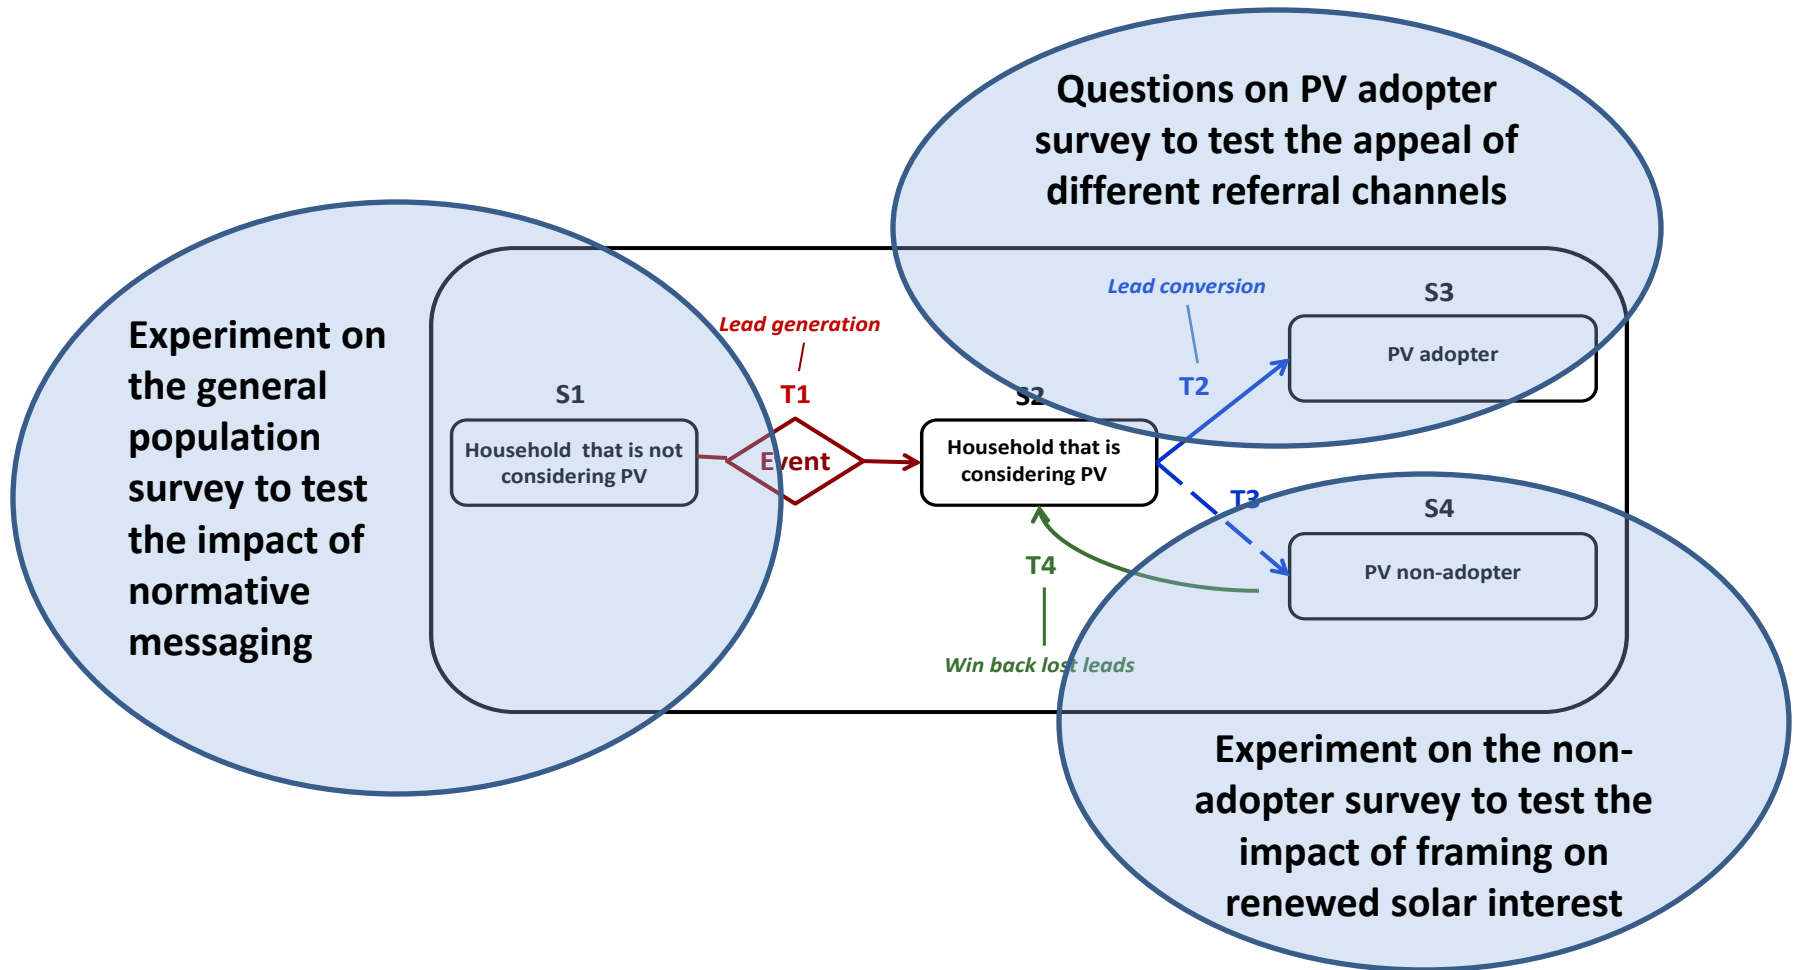 Questions on PV adopter
survey to test the appeal of
different referral channels
Experiment on
the general
population
survey to test
the impact of
normative
messaging
Lead generation
T1
S1
Household  that is not
considering PV
Event
S2
Household that is
considering PV
Lead conversion
T2
S3
PV adopter
T3
S4
PV non-adopter
T4
Win back lost leads
Experiment on the non-
adopter survey to test the
impact of framing on
renewed solar interest